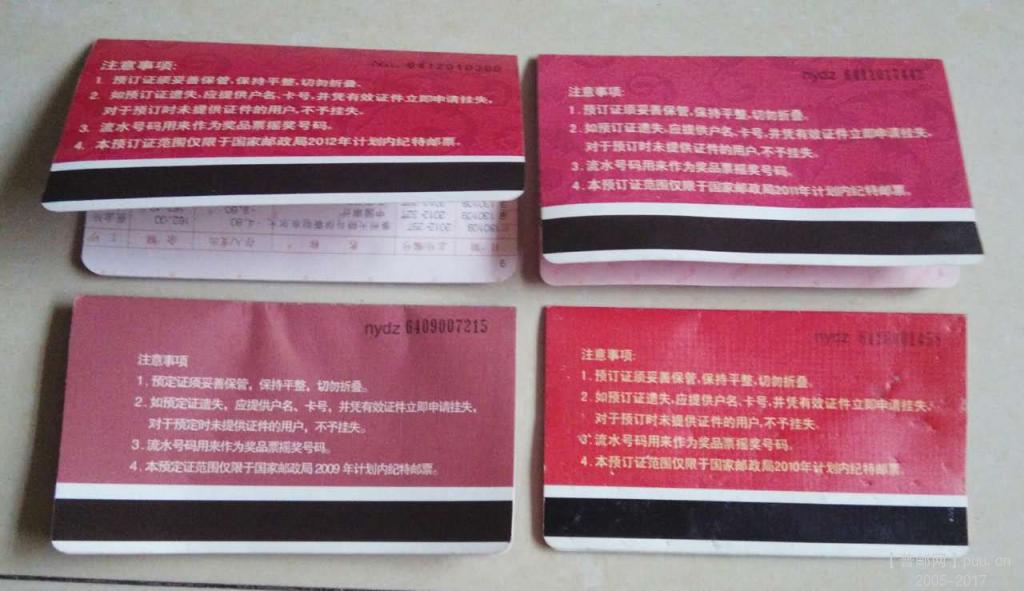 注意事项:
1. 预订证须妥善保管,保持平整,切勿折叠。
2. 如预订证遗失,应提供户名、卡号,并凭有效证件立即申请挂失,
对于预订时未提供证件的用户,不予挂失。
3. 流水号码用来作为奖品票摇奖号码。
4. 本预订证范围仅限于国家邮政局2012年计划内纪特邮票。
nydz
注意事项:
1. 预订证须妥善保管,保持平整,切勿折叠。
2. 如预订证遗失,应提供户名、卡号、并凭有效证件立即申请挂失,
对于预订时未提供证件的用户,不予挂失。
3. 流水号码用来作为奖品票摇奖号码。
4. 本预订证范围仅限于国家邮政局2011年计划内纪特邮票。
nydz 6409007215
注意事项
1. 预定证须妥善保管，保持平整，切勿折叠。
2. 如预定证遗失，应提供户名、卡号，并凭有效证件立即申请挂失，
对于预定时未提供证件的用户，不予挂失。
3. 流水号码用来作为奖品票摇奖号码。
4. 本预定证范围仅限于国家邮政局 2009 年计划内纪特邮票。
nydz
注意事项:
1. 预订证须妥善保管,保持平整,切勿折叠。
2. 如预订证遗失,应提供户名、卡号、并凭有效证件立即申请挂失、
对于预订时未提供证件的用户,不予挂失。
3. 流水号码用来作为奖品票摇奖号码。
4. 本预订证范围仅限于国家邮政局2010年计划内纪特邮票。
puu.cn
2005-2017